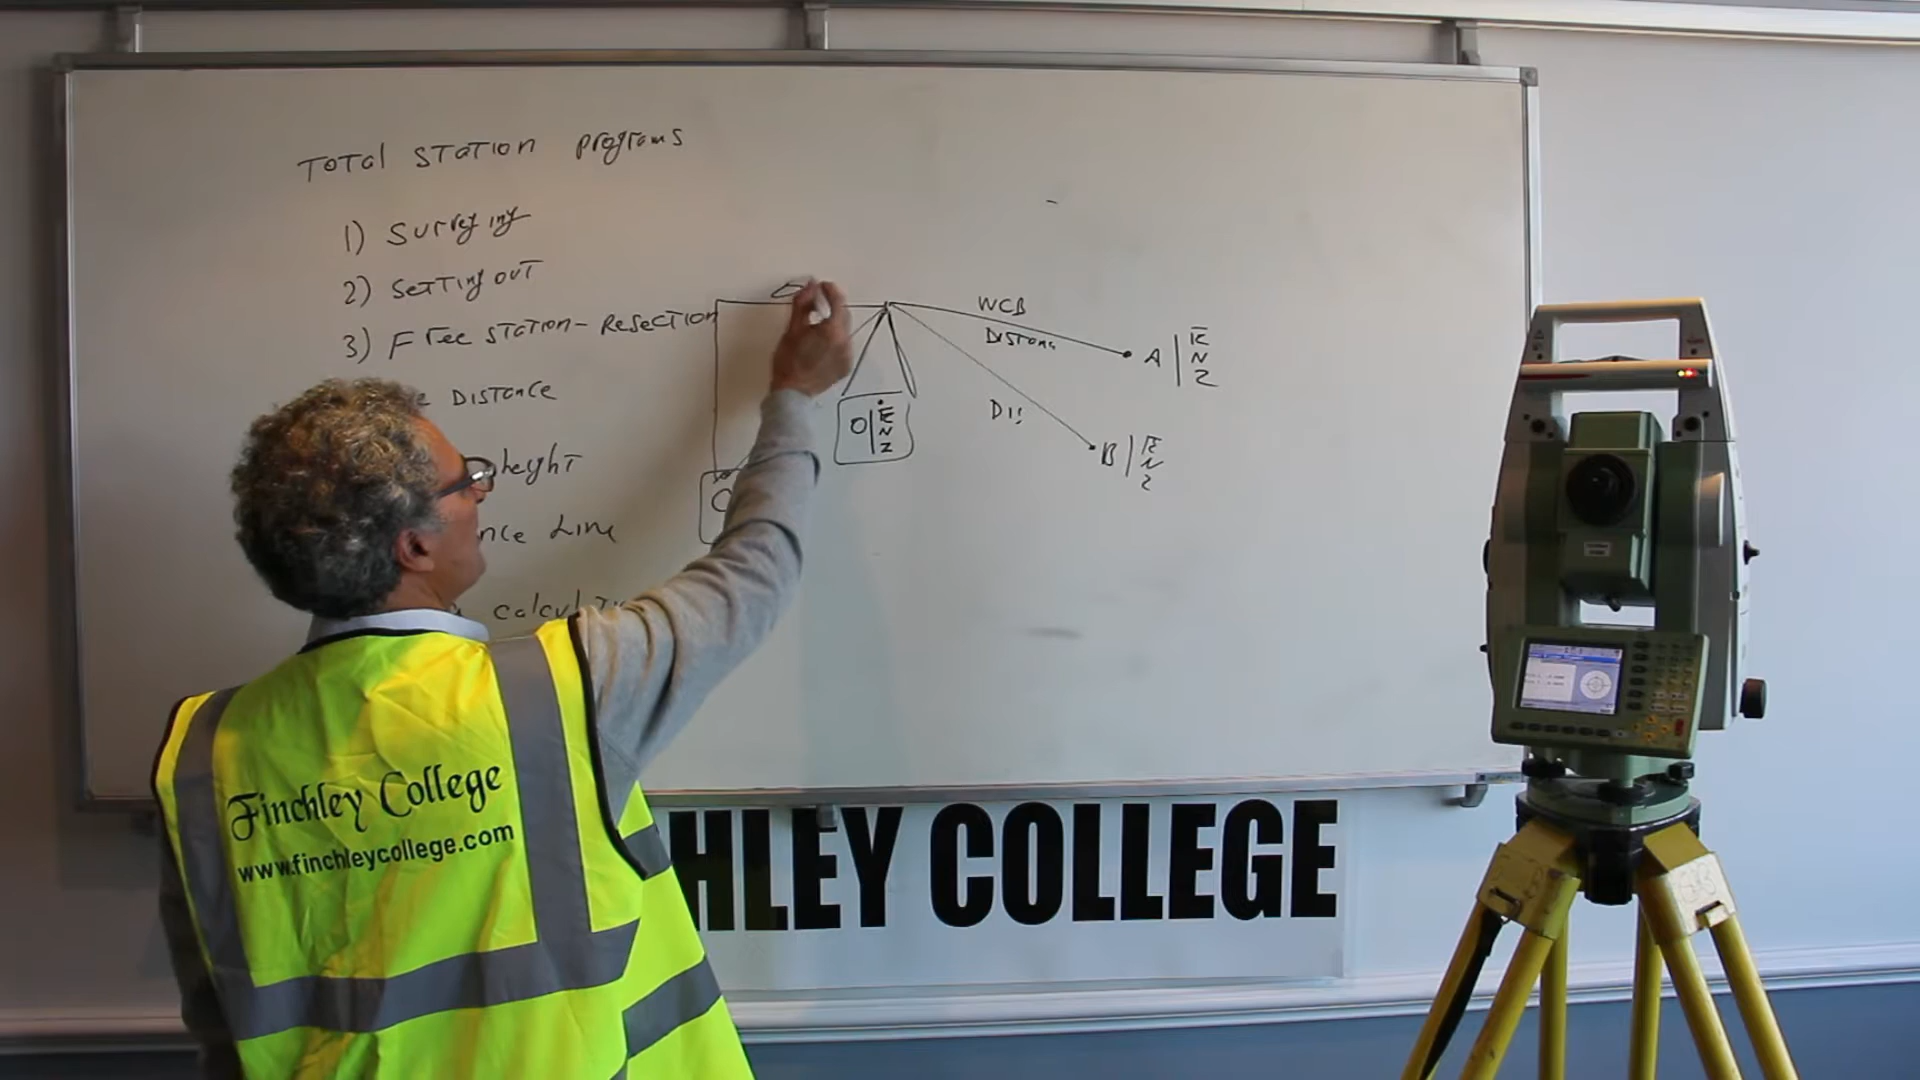 TOTAL STATION Programs
1) Surveying
2) Setting out
3) Free STATION - Resection
DISTANCE
height
nce Line
WCB
DISTANC
A | E
N
Z
O | E
N
Z
B | E
N
Z
Finchley College
www.finchleycollege.com
HLEY COLLEGE